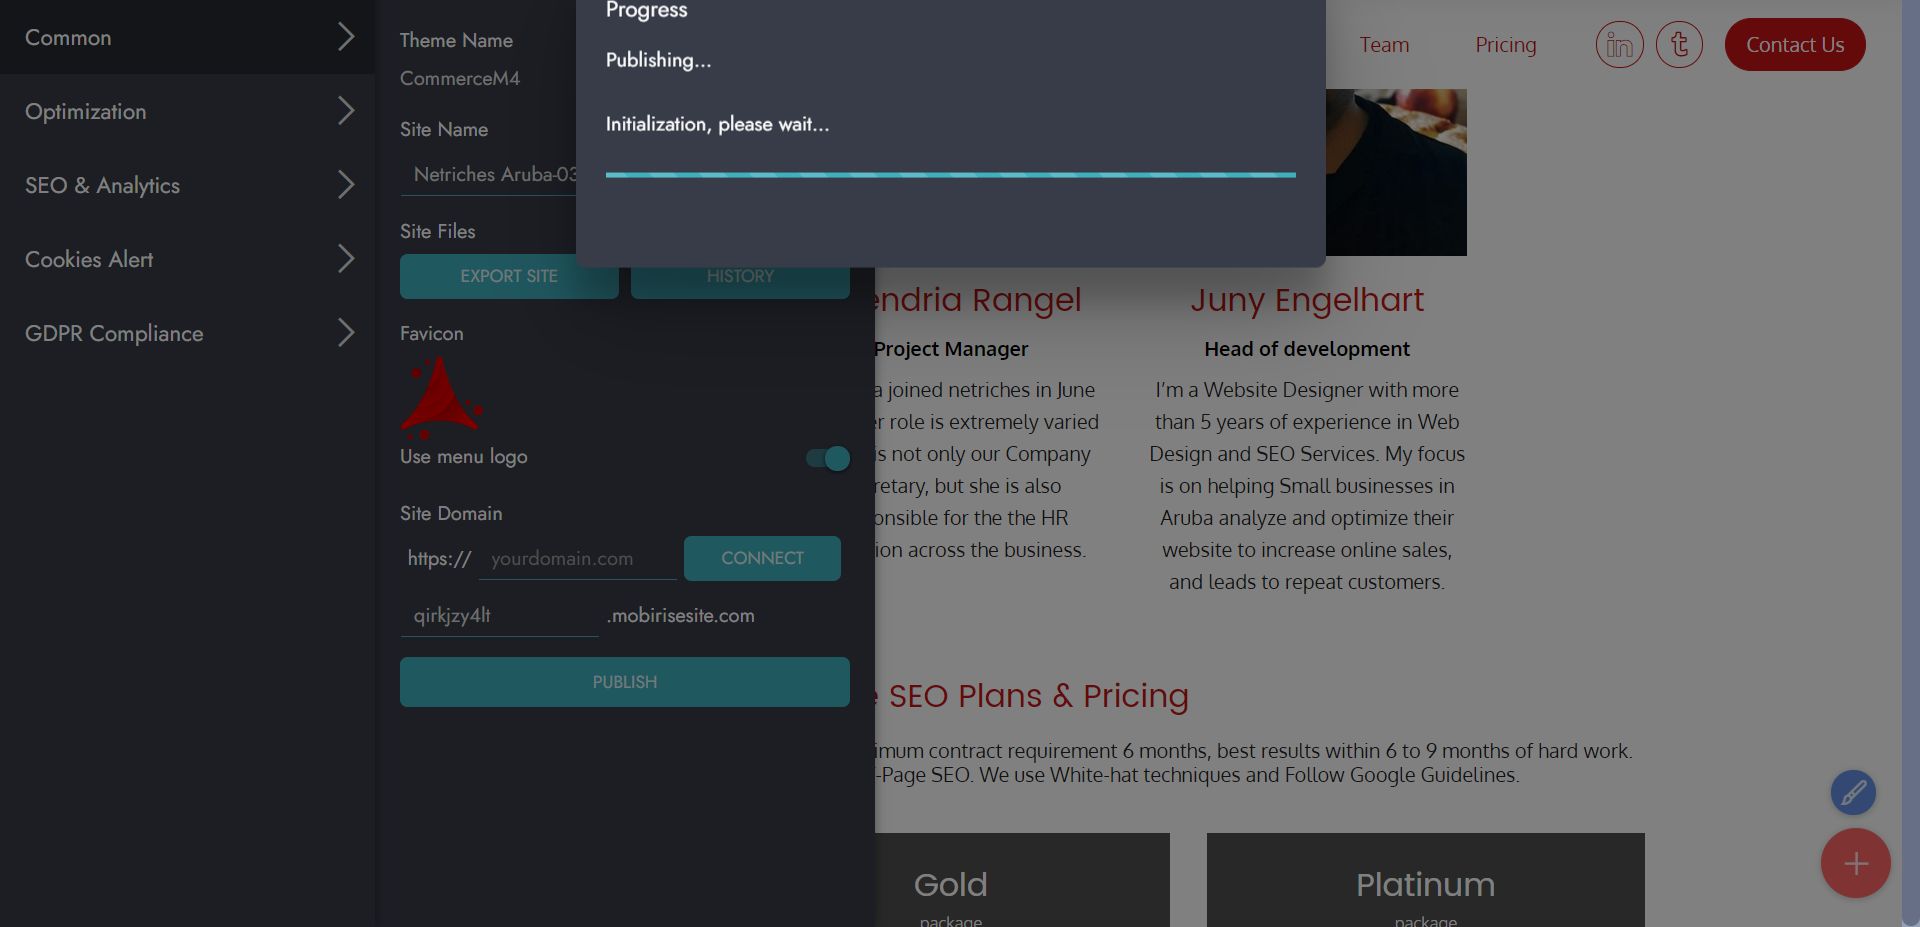 Common
Optimization
SEO & Analytics
Cookies Alert
GDPR Compliance
Theme Name
CommerceM4
Site Name
Netriches Aruba-03
Site Files
EXPORT SITE
HISTORY
Favicon
Use menu logo
Site Domain
https://
yourdomain.com
CONNECT
qirkjzy4lt
.mobirisesite.com
PUBLISH
Progress
Publishing...
Initialization, please wait...
Team
Pricing
in
t
Contact Us
endria Rangel
Project Manager
a joined netriches in June
er role is extremely varied
is not only our Company
retary, but she is also
onsible for the the HR
ion across the business.
Juny Engelhart
Head of development
I'm a Website Designer with more
than 5 years of experience in Web
Design and SEO Services. My focus
is on helping Small businesses in
Aruba analyze and optimize their
website to increase online sales,
and leads to repeat customers.
SEO Plans & Pricing
imum contract requirement 6 months, best results within 6 to 9 months of hard work.
-Page SEO. We use White-hat techniques and Follow Google Guidelines.
Gold
package
Platinum
package